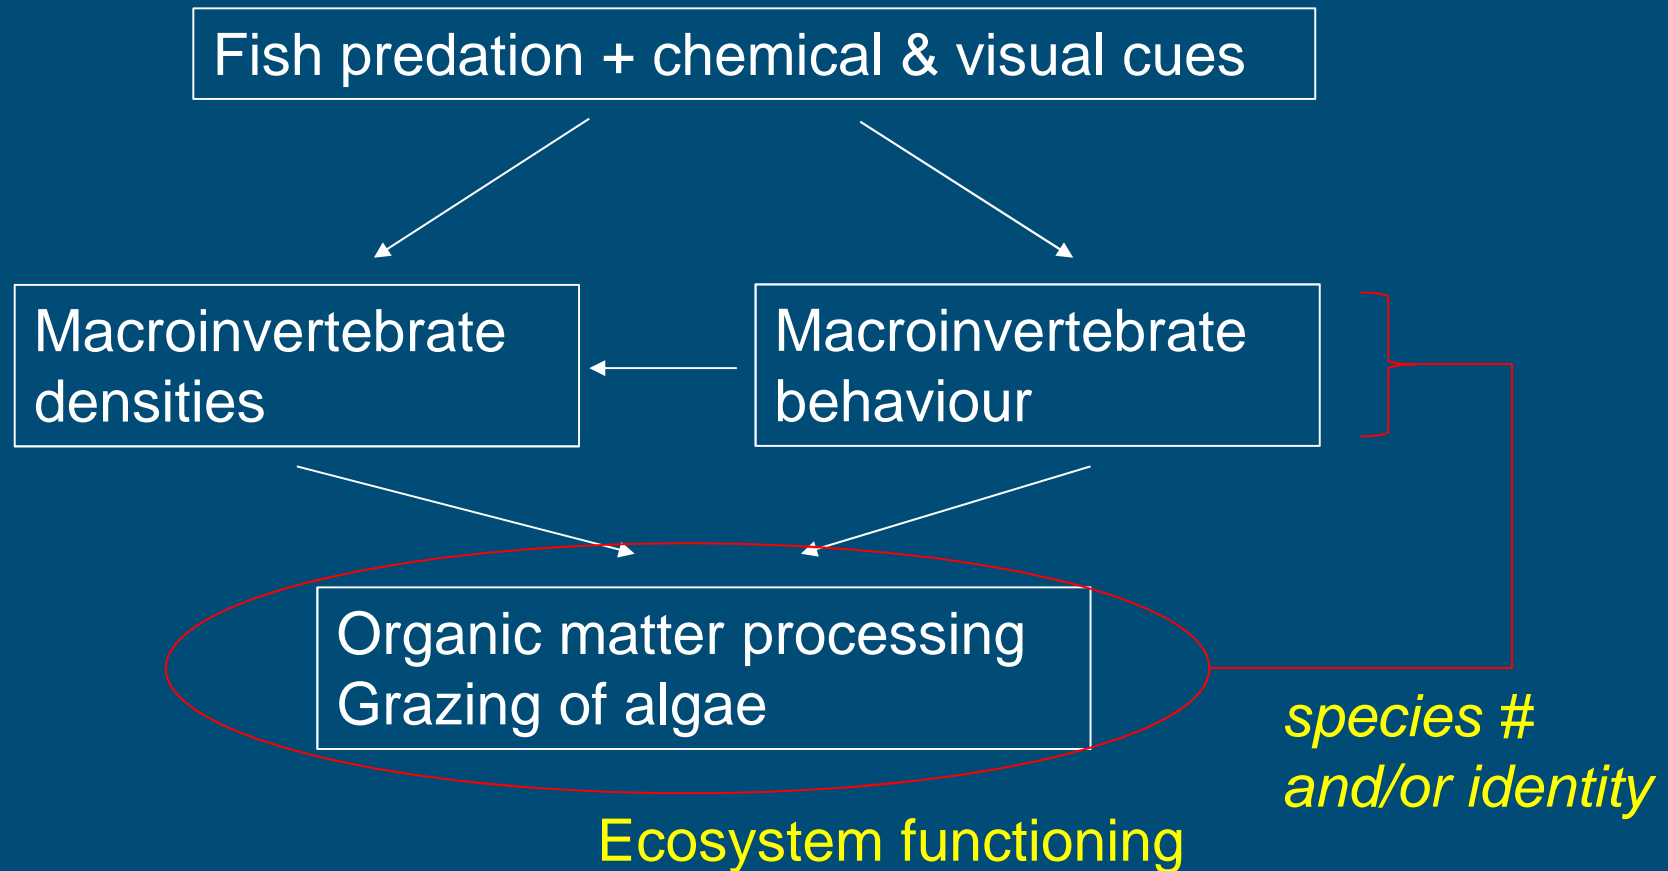 Fish predation + chemical & visual cues
Macroinvertebrate
densities
Macroinvertebrate
behaviour
Organic matter processing
Grazing of algae
species #
and/or identity
Ecosystem functioning